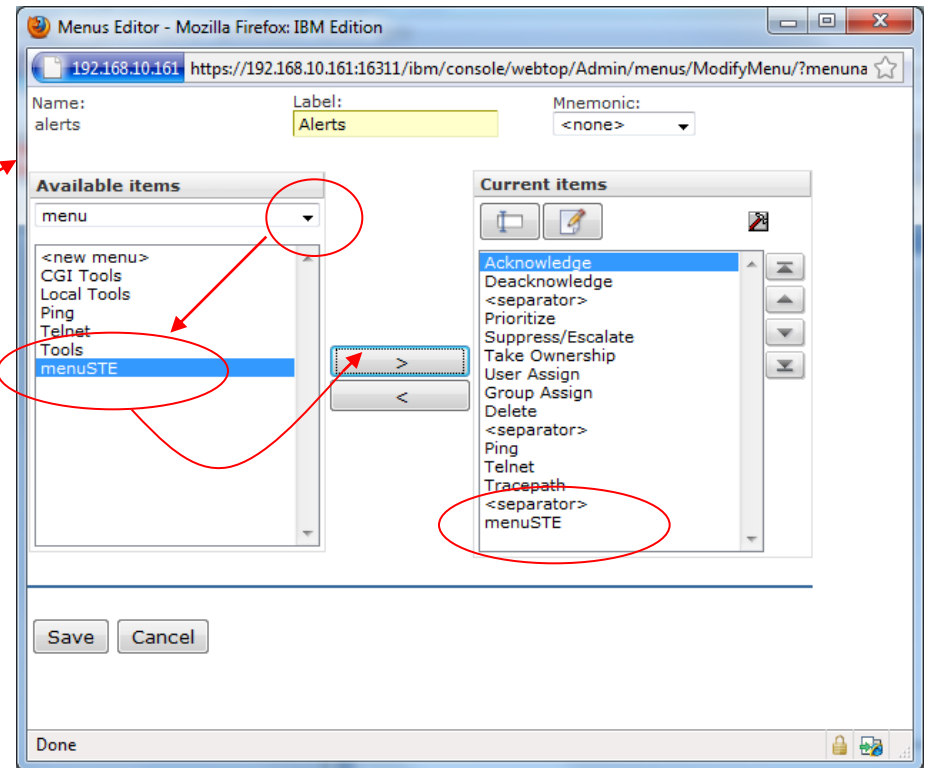 Menus Editor - Mozilla Firefox: IBM Edition
192.168.10.161 https://192.168.10.161:16311/ibm/console/webtop/Admin/menus/ModifyMenu/?menuna
Name: Label: Mnemonic:
alerts Alerts <none>
Available items
menu
<new menu>
CGI Tools
Local Tools
Ping
Telnet
Tools
menuSTE
>
<
Current items
Acknowledge
Deacknowledge
<separator>
Prioritize
Suppress/Escalate
Take Ownership
User Assign
Group Assign
Delete
<separator>
Ping
Telnet
Tracepath
<separator>
menuSTE
Save Cancel
Done